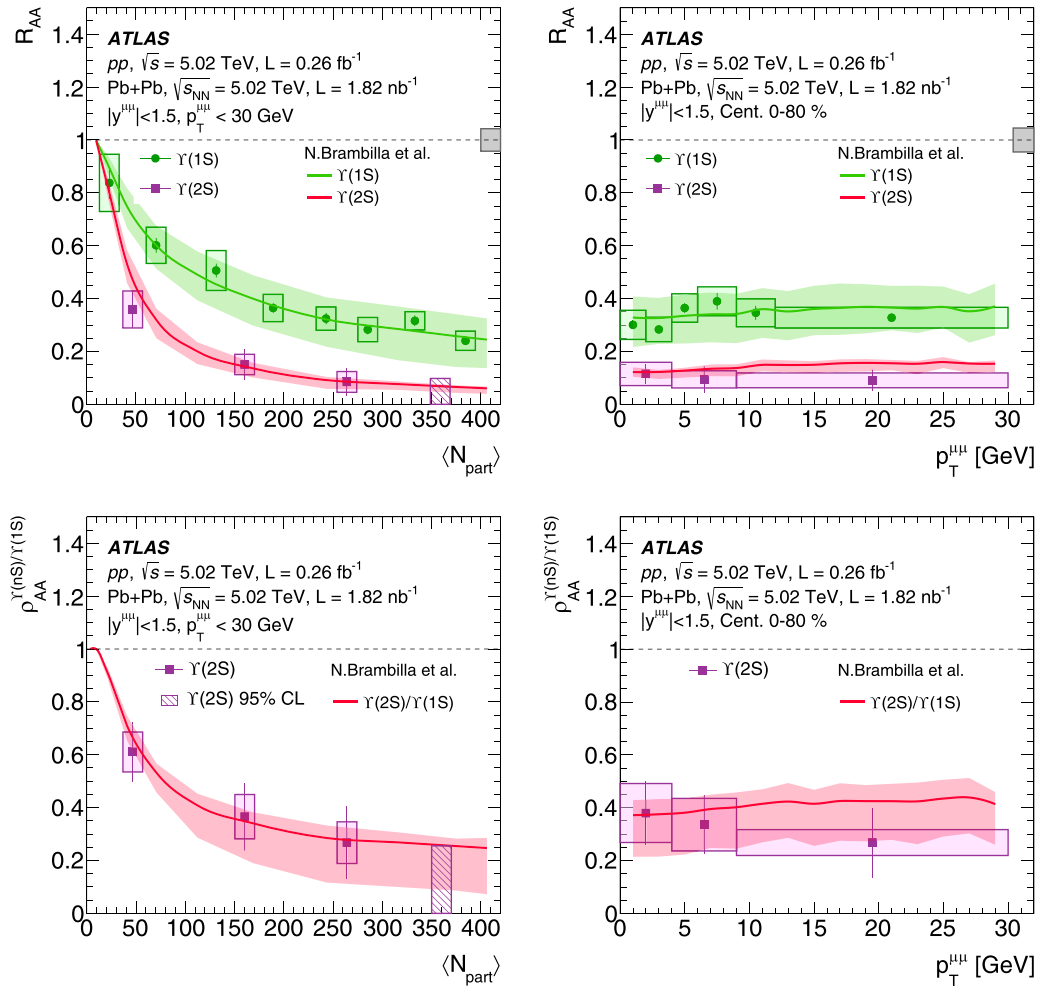 R_AA
1.4
1.2
1
0.8
0.6
0.4
0.2
0
ATLAS
pp, √s = 5.02 TeV, L = 0.26 fb⁻¹
Pb+Pb, √s_NN = 5.02 TeV, L = 1.82 nb⁻¹
|y^μμ|<1.5, p_T^μμ < 30 GeV
ϒ(1S)
ϒ(2S)
N.Brambilla et al.
ϒ(1S)
ϒ(2S)
0 50 100 150 200 250 300 350 400
⟨N_part⟩
R_AA
1.4
1.2
1
0.8
0.6
0.4
0.2
0
ATLAS
pp, √s = 5.02 TeV, L = 0.26 fb⁻¹
Pb+Pb, √s_NN = 5.02 TeV, L = 1.82 nb⁻¹
|y^μμ|<1.5, Cent. 0-80 %
ϒ(1S)
ϒ(2S)
N.Brambilla et al.
ϒ(1S)
ϒ(2S)
0 5 10 15 20 25 30
p_T^μμ [GeV]
ρ_AA^ϒ(nS)/ϒ(1S)
1.4
1.2
1
0.8
0.6
0.4
0.2
0
ATLAS
pp, √s = 5.02 TeV, L = 0.26 fb⁻¹
Pb+Pb, √s_NN = 5.02 TeV, L = 1.82 nb⁻¹
|y^μμ|<1.5, p_T^μμ < 30 GeV
ϒ(2S)
ϒ(2S) 95% CL
N.Brambilla et al.
ϒ(2S)/ϒ(1S)
0 50 100 150 200 250 300 350 400
⟨N_part⟩
ρ_AA^ϒ(nS)/ϒ(1S)
1.4
1.2
1
0.8
0.6
0.4
0.2
0
ATLAS
pp, √s = 5.02 TeV, L = 0.26 fb⁻¹
Pb+Pb, √s_NN = 5.02 TeV, L = 1.82 nb⁻¹
|y^μμ|<1.5, Cent. 0-80 %
ϒ(2S)
N.Brambilla et al.
ϒ(2S)/ϒ(1S)
0 5 10 15 20 25 30
p_T^μμ [GeV]